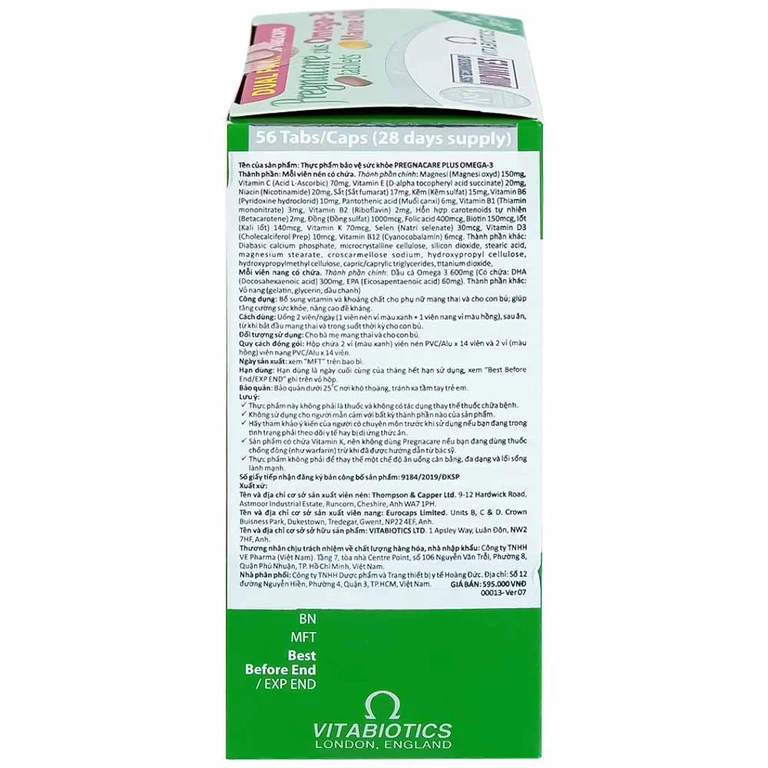 DUAL PACK TABS/CAPS
Pregnacare plus Omega-3
tablets Marine Oil
VITABIOTICS
56 Tabs/Caps (28 days supply)
Tên của sản phẩm: Thực phẩm bảo vệ sức khỏe PREGNACARE PLUS OMEGA-3
Thành phần: Mỗi viên nén có chứa. Thành phần chính: Magnesi (Magnesi oxyd) 150mg,
Vitamin C (Acid L-Ascorbic) 70mg, Vitamin E (D-alpha tocopheryl acid succinate) 20mg,
Niacin (Nicotinamide) 20mg, Sắt (Sắt fumarat) 17mg, Kẽm (Kẽm sulfat) 15mg, Vitamin B6
(Pyridoxine hydroclorid) 10mg, Pantothenic acid (Muối canxi) 6mg, Vitamin B1 (Thiamin
mononitrate) 3mg, Vitamin B2 (Riboflavin) 2mg, Hỗn hợp carotenoids tự nhiên
(Betacarotene) 2mg, Đồng (Đồng sulfat) 1000mcg, Folic acid 400mcg, Biotin 150mcg, Iốt
(Kali Iốt) 140mcg, Vitamin K 70mcg, Selen (Natri selenate) 30mcg, Vitamin D3
(Cholecalciferol Prep) 10mcg, Vitamin B12 (Cyanocobalamin) 6mcg. Thành phần khác:
Diabasic calcium phosphate, microcrystalline cellulose, silicon dioxide, stearic acid,
magnesium stearate, croscarmellose sodium, hydroxypropyl cellulose,
hydroxypropylmethyl cellulose, capric/caprylic triglycerides, titanium dioxide,
Mỗi viên nang có chứa. Thành phần chính: Dầu cá Omega 3 600mg (Có chứa: DHA
(Docosahexaenoic acid) 300mg, EPA (Eicosapentaenoic acid) 60mg). Thành phần khác:
Vỏ nang (gelatin, glycerin; dầu chanh)
Công dụng: Bổ sung vitamin và khoáng chất cho phụ nữ mang thai và cho con bú; giúp
tăng cường sức khỏe, nâng cao đề kháng.
Cách dùng: Uống 2 viên/ngày (1 viên nén vỉ màu xanh + 1 viên nang vỉ màu hồng), sau ăn,
từ khi bắt đầu mang thai và trong suốt thời kỳ cho con bú.
Đối tượng sử dụng: Cho bà mẹ mang thai và cho con bú.
Quy cách đóng gói: Hộp chứa 2 vỉ (màu xanh) viên nén PVC/Alu x 14 viên và 2 vỉ (màu
hồng) viên nang PVC/Alu x 14 viên.
Ngày sản xuất: xem "MFT" trên bao bì.
Hạn dùng: Hạn dùng là ngày cuối cùng của tháng hết hạn sử dụng, xem "Best Before
End/EXP END" ghi trên vỏ hộp.
Bảo quản: Bảo quản dưới 25°C nơi khô thoáng, tránh xa tầm tay trẻ em.
Lưu ý:
✓ Thực phẩm này không phải là thuốc và không có tác dụng thay thế thuốc chữa bệnh.
✓ Không sử dụng cho người mẫn cảm với bất kỳ thành phần nào của sản phẩm.
✓ Hãy tham khảo ý kiến của người có chuyên môn trước khi sử dụng nếu bạn đang trong
tình trạng phải theo dõi y tế hay bị dị ứng thức ăn.
✓ Sản phẩm có chứa Vitamin K, nên không dùng Pregnacare nếu bạn đang dùng thuốc
chống đông (như warfarin) trừ khi đã được hướng dẫn từ bác sỹ.
✓ Thực phẩm không phải để thay thế một chế độ ăn uống cân bằng, đa dạng và lối sống
lành mạnh.
Số giấy tiếp nhận đăng ký bản công bố sản phẩm: 9184/2019/ĐKSP
Xuất xứ:
Tên và địa chỉ cơ sở sản xuất viên nén: Thompson & Capper Ltd. 9-12 Hardwick Road,
Astmoor Industrial Estate, Runcorn, Cheshire, Anh WA7 1PH.
Tên và địa chỉ cơ sở sản xuất viên nang: Eurocaps Limited. Units B, C & D. Crown
Buisness Park, Dukestown, Tredegar, Gwent, NP22 4EF, Anh.
Tên và địa chỉ cơ sở sở hữu sản phẩm: VITABIOTICS LTD. 1 Apsley Way, Luân Đôn, NW2
7HF, Anh.
Thương nhân chịu trách nhiệm về chất lượng hàng hóa, nhà nhập khẩu: Công ty TNHH
VE Pharma (Việt Nam). Tầng 7, tòa nhà Centre Point, số 106 Nguyễn Văn Trỗi, Phường 8,
Quận Phú Nhuận, TP. Hồ Chí Minh, Việt Nam.
Nhà phân phối: Công ty TNHH Dược phẩm và Trang thiết bị y tế Hoàng Đức. Địa chỉ: Số 12
đường Nguyễn Hiền, Phường 4, Quận 3, TP.HCM, Việt Nam. GIÁ BÁN: 595.000 VNĐ
00013- Ver 07
BN
MFT
Best
Before End
/ EXP END
VITABIOTICS
LONDON, ENGLAND